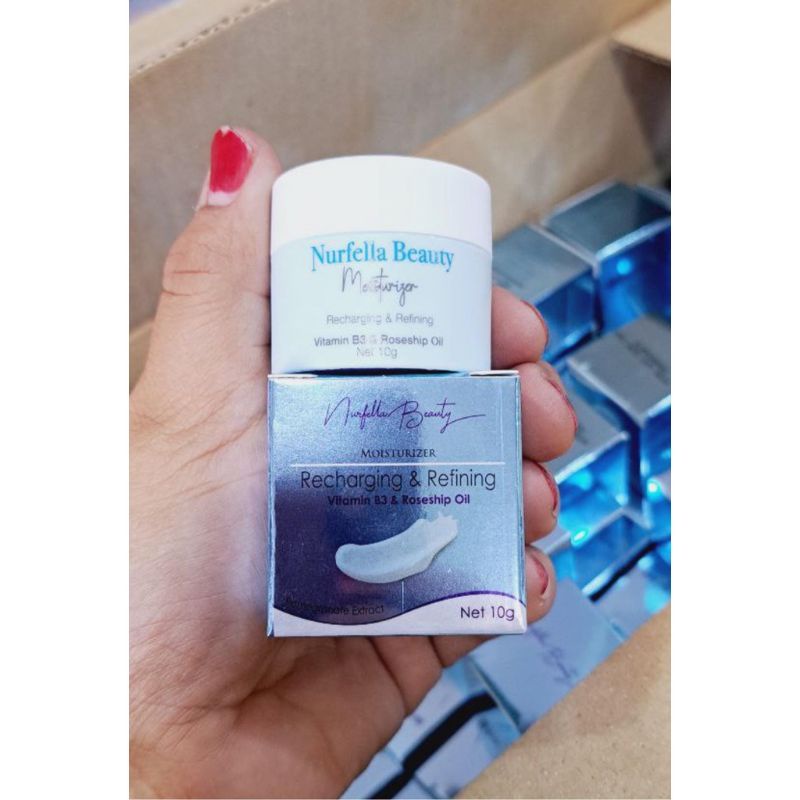 Nurfella Beauty
Moisturizer
Recharging & Refining
Vitamin B3 & Roseship Oil
Net 10g
Nurfella Beauty
MOISTURIZER
Recharging & Refining
Vitamin B3 & Roseship Oil
Extract
Net 10g